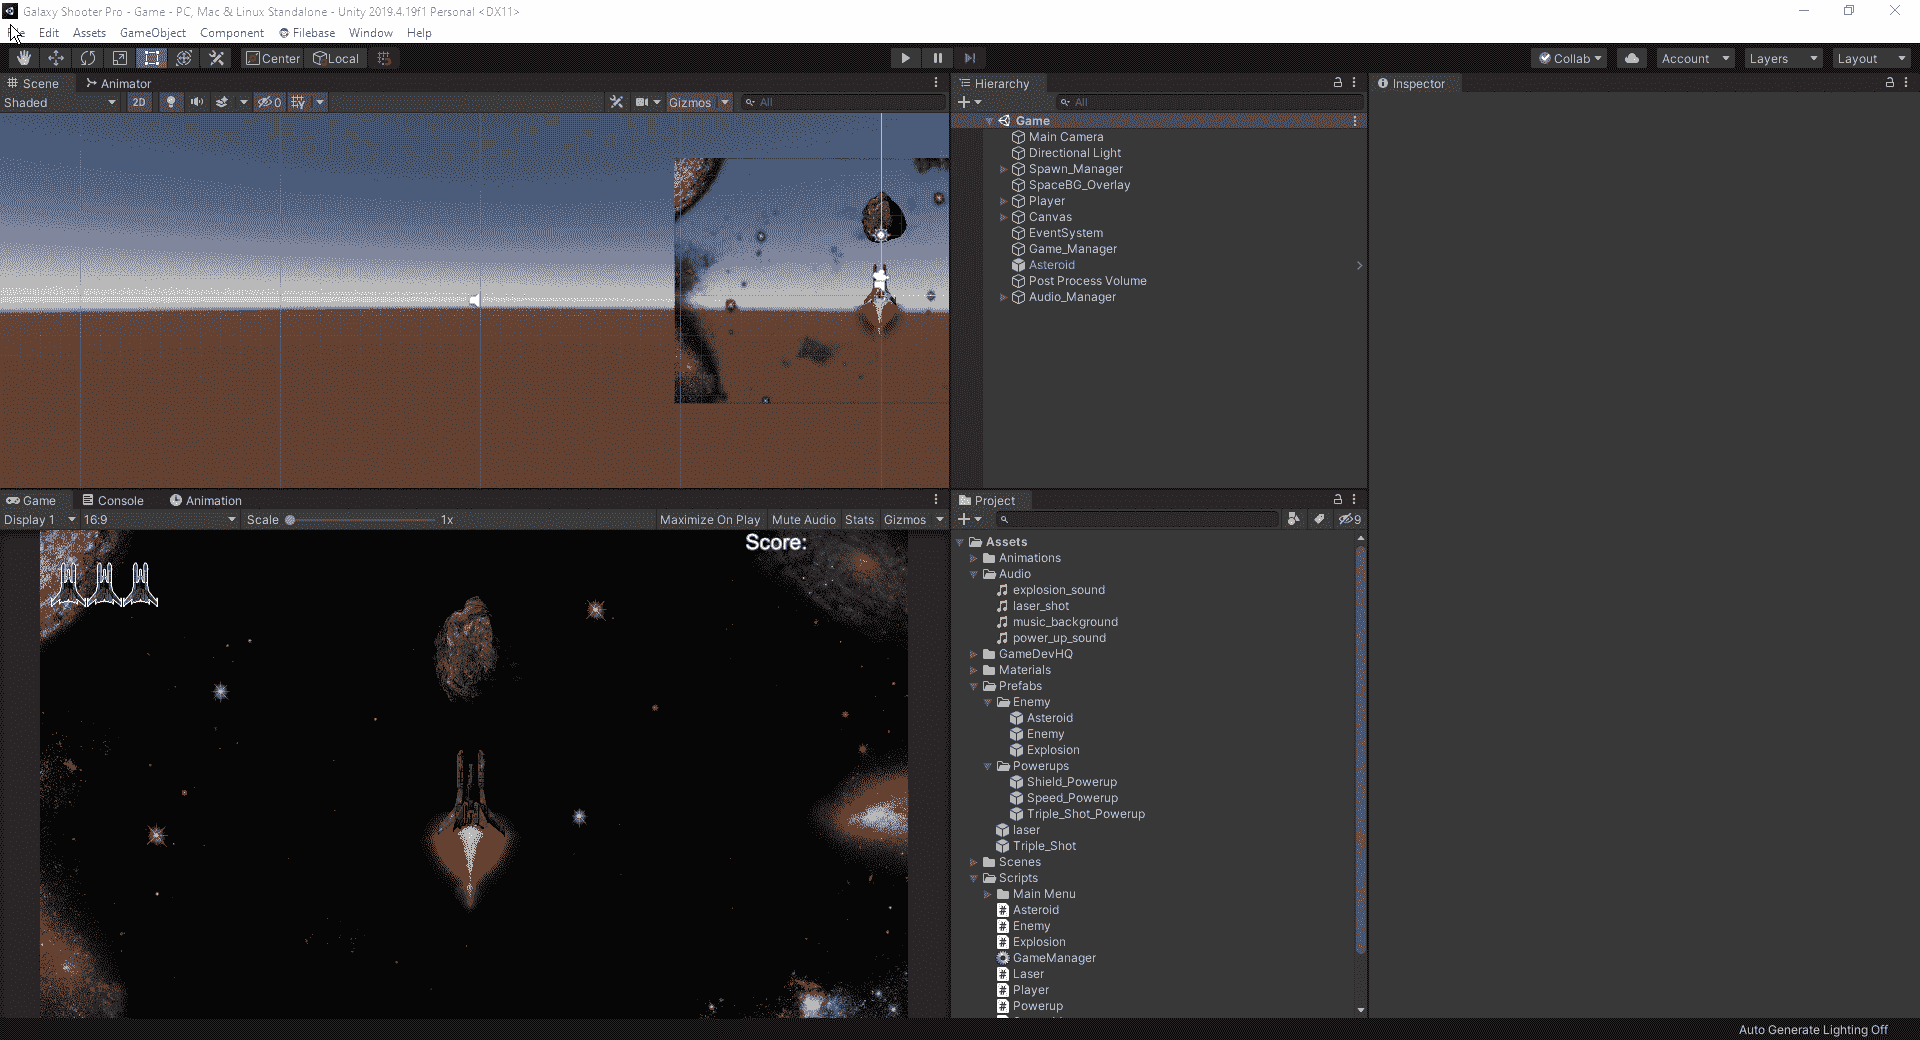 Galaxy Shooter Pro - Game - PC, Mac & Linux Standalone - Unity 2019.4.19f1 Personal <DX11>
Edit Assets GameObject Component Filebase Window Help
Center Local Collab Account Layers Layout
Scene Animator
Shaded 2D 0 Gizmos All
Hierarchy
All
Game
Main Camera
Directional Light
Spawn_Manager
SpaceBG_Overlay
Player
Canvas
EventSystem
Game_Manager
Asteroid
Post Process Volume
Audio_Manager
Inspector
Game Console Animation
Display 1 16:9 Scale 1x Maximize On Play Mute Audio Stats Gizmos
Score:
Project
9
Assets
Animations
Audio
explosion_sound
laser_shot
music_background
power_up_sound
GameDevHQ
Materials
Prefabs
Enemy
Asteroid
Enemy
Explosion
Powerups
Shield_Powerup
Speed_Powerup
Triple_Shot_Powerup
laser
Triple_Shot
Scenes
Scripts
Main Menu
Asteroid
Enemy
Explosion
GameManager
Laser
Player
Powerup
Auto Generate Lighting Off